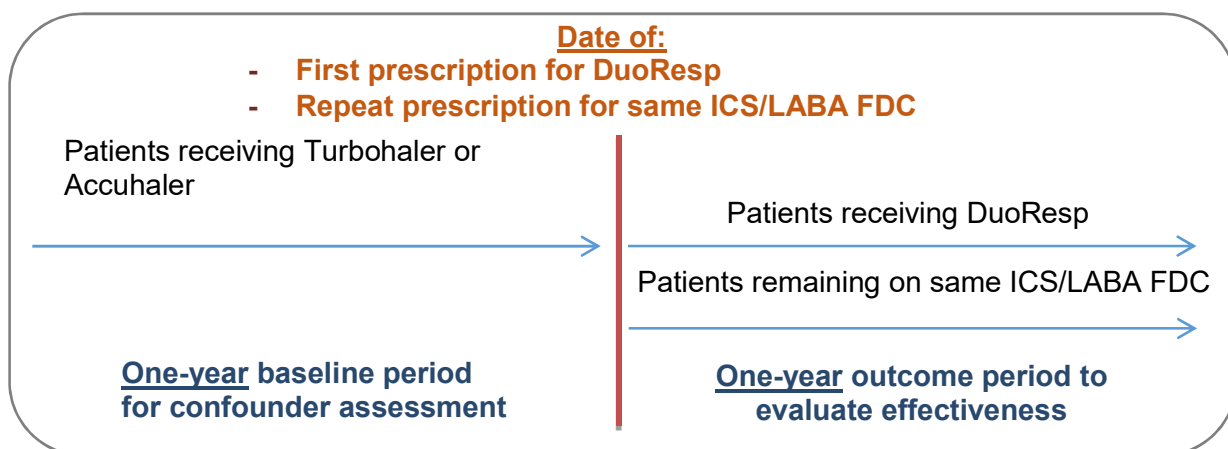 Date of:
- First prescription for DuoResp
- Repeat prescription for same ICS/LABA FDC
Patients receiving Turbohaler or
Accuhaler
Patients receiving DuoResp
Patients remaining on same ICS/LABA FDC
One-year baseline period
for confounder assessment
One-year outcome period to
evaluate effectiveness